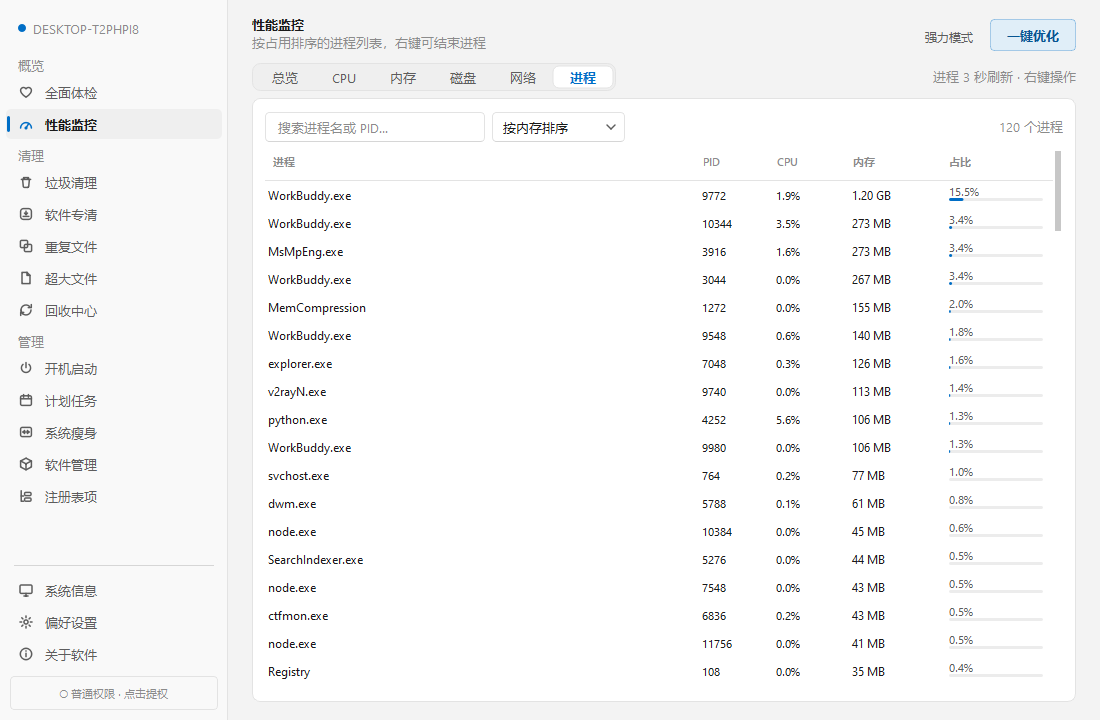 DESKTOP-T2PHPI8
概览
全面体检
性能监控
清理
垃圾清理
软件专清
重复文件
超大文件
回收中心
管理
开机启动
计划任务
系统瘦身
软件管理
注册表项
系统信息
偏好设置
关于软件
普通权限 · 点击提权
性能监控
按占用排序的进程列表，右键可结束进程
强力模式
一键优化
总览 CPU 内存 磁盘 网络 进程
进程 3 秒刷新 · 右键操作
搜索进程名或 PID...
按内存排序
120 个进程
进程 PID CPU 内存 占比
WorkBuddy.exe 9772 1.9% 1.20 GB 15.5%
WorkBuddy.exe 10344 3.5% 273 MB 3.4%
MsMpEng.exe 3916 1.6% 273 MB 3.4%
WorkBuddy.exe 3044 0.0% 267 MB 3.4%
MemCompression 1272 0.0% 155 MB 2.0%
WorkBuddy.exe 9548 0.6% 140 MB 1.8%
explorer.exe 7048 0.3% 126 MB 1.6%
v2rayN.exe 9740 0.0% 113 MB 1.4%
python.exe 4252 5.6% 106 MB 1.3%
WorkBuddy.exe 9980 0.0% 106 MB 1.3%
svchost.exe 764 0.2% 77 MB 1.0%
dwm.exe 5788 0.1% 61 MB 0.8%
node.exe 10384 0.0% 45 MB 0.6%
SearchIndexer.exe 5276 0.0% 44 MB 0.5%
node.exe 7548 0.0% 43 MB 0.5%
ctfmon.exe 6836 0.2% 43 MB 0.5%
node.exe 11756 0.0% 41 MB 0.5%
Registry 108 0.0% 35 MB 0.4%